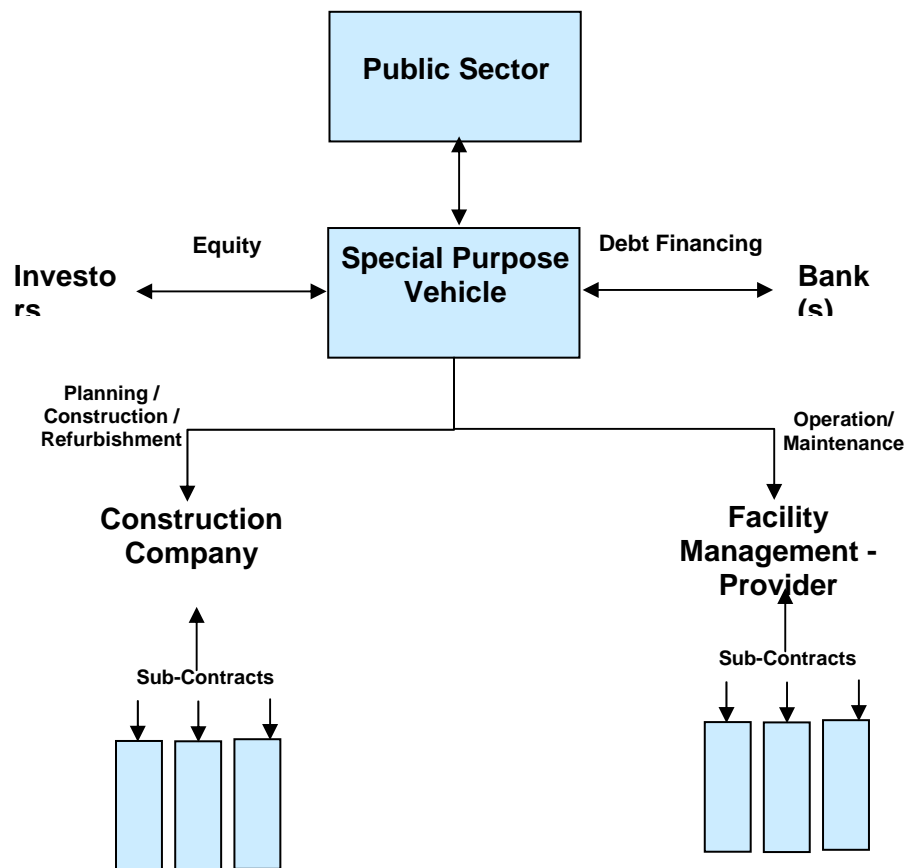 Public Sector
Equity
Debt Financing
Special Purpose
Vehicle
Investo
rs
Bank
(s)
Planning /
Construction /
Refurbishment
Operation/
Maintenance
Construction
Company
Facility
Management -
Provider
Sub-Contracts
Sub-Contracts